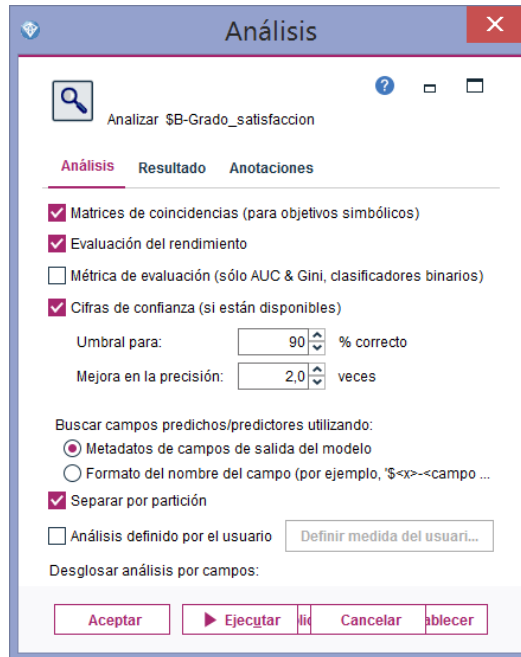 Análisis
Analizar $B-Grado_satisfaccion
Análisis Resultado Anotaciones
Matrices de coincidencias (para objetivos simbólicos)
Evaluación del rendimiento
Métrica de evaluación (sólo AUC & Gini, clasificadores binarios)
Cifras de confianza (si están disponibles)
Umbral para: 90 % correcto
Mejora en la precisión: 2,0 veces
Buscar campos predichos/predictores utilizando:
Metadatos de campos de salida del modelo
Formato del nombre del campo (por ejemplo, '$<x>-<campo ...
Separar por partición
Análisis definido por el usuario Definir medida del usuari...
Desglosar análisis por campos:
Aceptar Ejecutar Cancelar ablecer